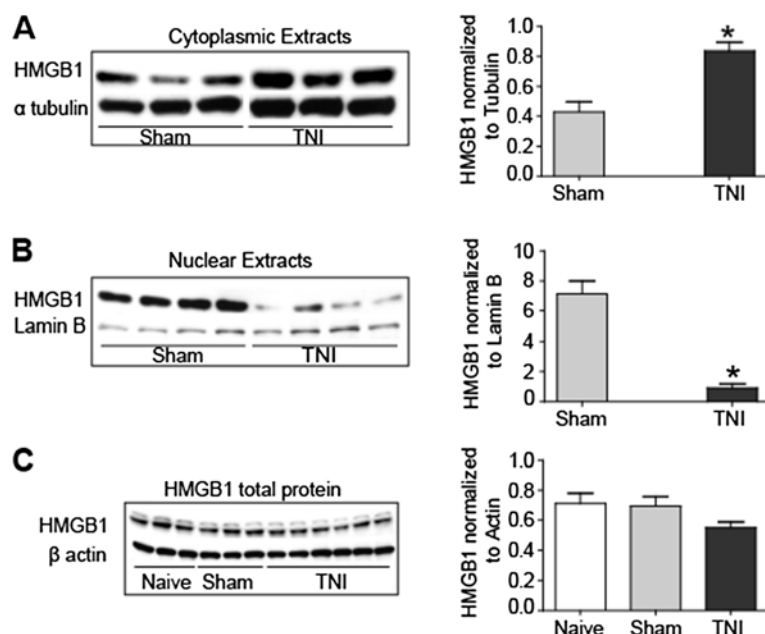 A
Cytoplasmic Extracts
HMGB1
α tubulin
Sham TNI
HMGB1 normalized
to Tubulin
1.0
0.8
0.6
0.4
0.2
0.0
*
Sham TNI
B
Nuclear Extracts
HMGB1
Lamin B
Sham TNI
HMGB1 normalized
to Lamin B
10
8
6
4
2
0
*
Sham TNI
C
HMGB1 total protein
HMGB1
β actin
Naive Sham TNI
HMGB1 normalized
to Actin
1.0
0.8
0.6
0.4
0.2
0.0
Naive Sham TNI